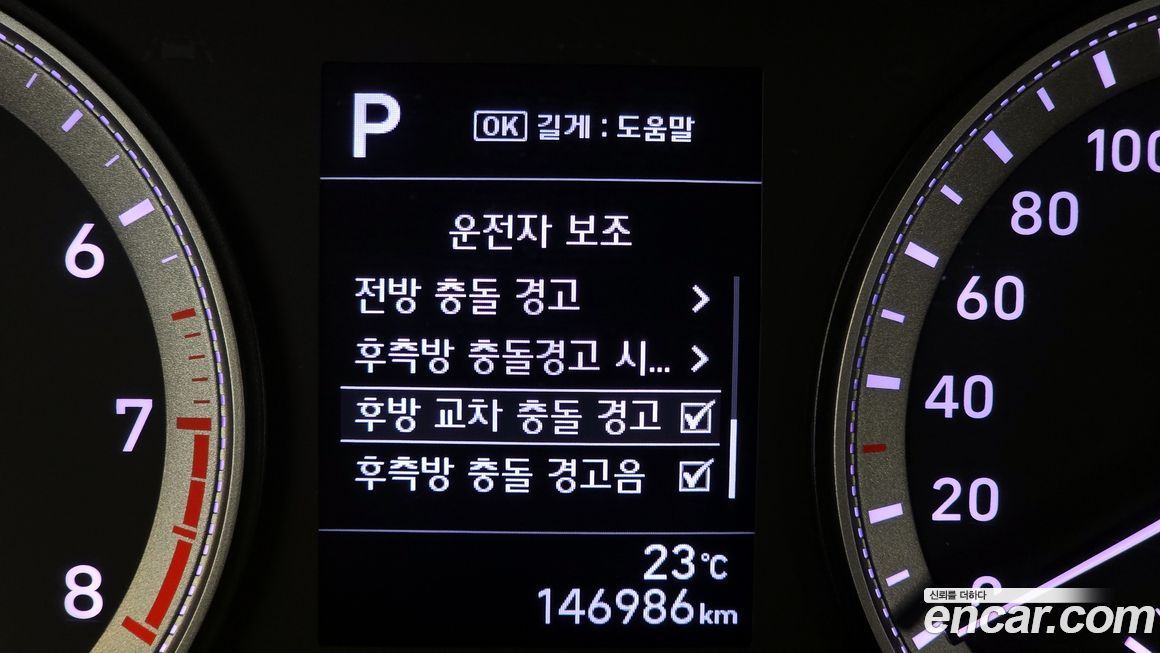 P
OK 길게 : 도움말
운전자 보조
전방 충돌 경고
후측방 충돌경고 시...
후방 교차 충돌 경고
후측방 충돌 경고음
23℃
146986km
6
7
8
100
80
60
40
20
0
신뢰를 더하다
encar.com